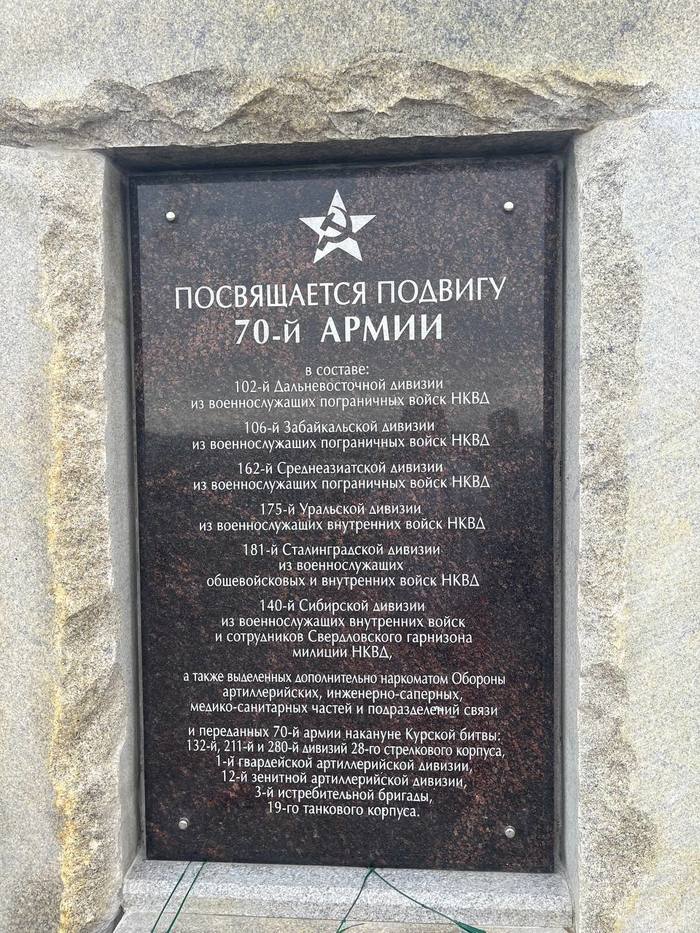 ПОСВЯЩАЕТСЯ ПОДВИГУ
70-й АРМИИ
в составе:
102-й Дальневосточной дивизии
из военнослужащих пограничных войск НКВД
106-й Забайкальской дивизии
из военнослужащих пограничных войск НКВД
162-й Среднеазиатской дивизии
из военнослужащих пограничных войск НКВД
175-й Уральской дивизии
из военнослужащих внутренних войск НКВД
181-й Сталинградской дивизии
из военнослужащих
общевойсковых и внутренних войск НКВД
140-й Сибирской дивизии
из военнослужащих внутренних войск
и сотрудников Свердловского гарнизона
милиции НКВД,
а также выделенных дополнительно наркоматом Обороны
артиллерийских, инженерно-саперных,
медико-санитарных частей и подразделений связи
и переданных 70-й армии накануне Курской битвы:
132-й, 211-й и 280-й дивизий 28-го стрелкового корпуса,
1-й гвардейской артиллерийской дивизии,
12-й зенитной артиллерийской дивизии,
3-й истребительной бригады,
19-го танкового корпуса.